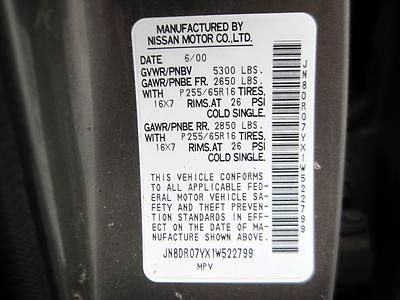 MANUFACTURED BY
NISSAN MOTOR CO.,LTD.
DATE 6/00
GVWR/PNBV 5300 LBS.
GAWR/PNBE FR. 2650 LBS.
WITH P255/65R16 TIRES,
16X7 RIMS.AT 26 PSI
COLD SINGLE.
GAWR/PNBE RR. 2850 LBS.
WITH P255/65R16 TIRES,
16X7 RIMS.AT 26 PSI
COLD SINGLE.
THIS VEHICLE CONFORMS
TO ALL APPLICABLE FED-
ERAL MOTOR VEHICLE SA-
FETY AND THEFT PREVEN-
TION STANDARDS IN EFF-
ECT ON THE DATE OF MA-
NUFACTURE SHOWN ABOVE.
JN8DR07YX1W522799
MPV
JN8DR07YX1W522799